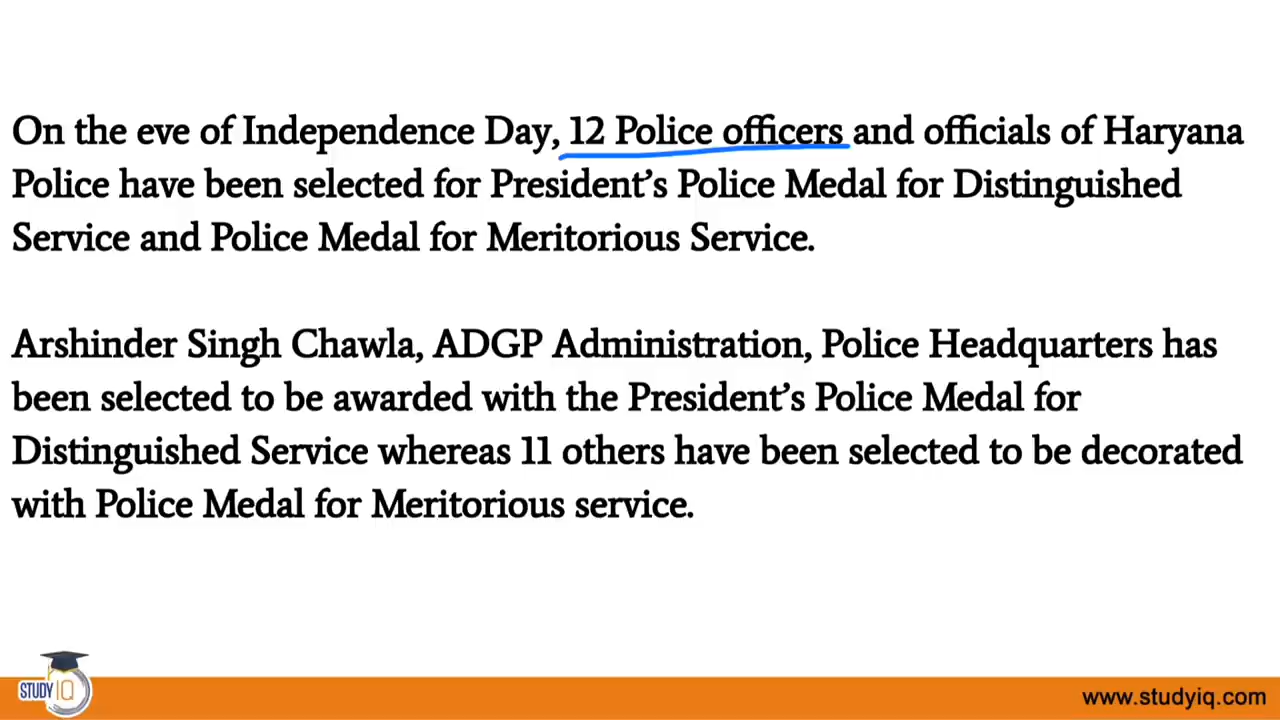 On the eve of Independence Day, 12 Police officers and officials of Haryana
Police have been selected for President’s Police Medal for Distinguished
Service and Police Medal for Meritorious Service.
Arshinder Singh Chawla, ADGP Administration, Police Headquarters has
been selected to be awarded with the President’s Police Medal for
Distinguished Service whereas 11 others have been selected to be decorated
with Police Medal for Meritorious service.
STUDY IQ
www.studyiq.com